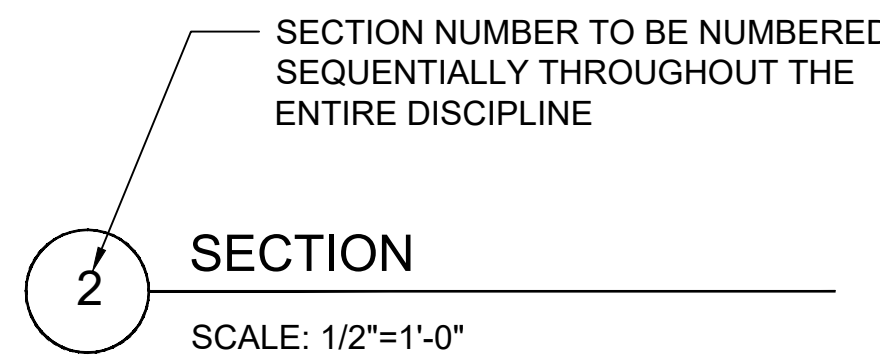 SECTION NUMBER TO BE NUMBERED
SEQUENTIALLY THROUGHOUT THE
ENTIRE DISCIPLINE
2
SECTION
SCALE: 1/2"=1'-0"